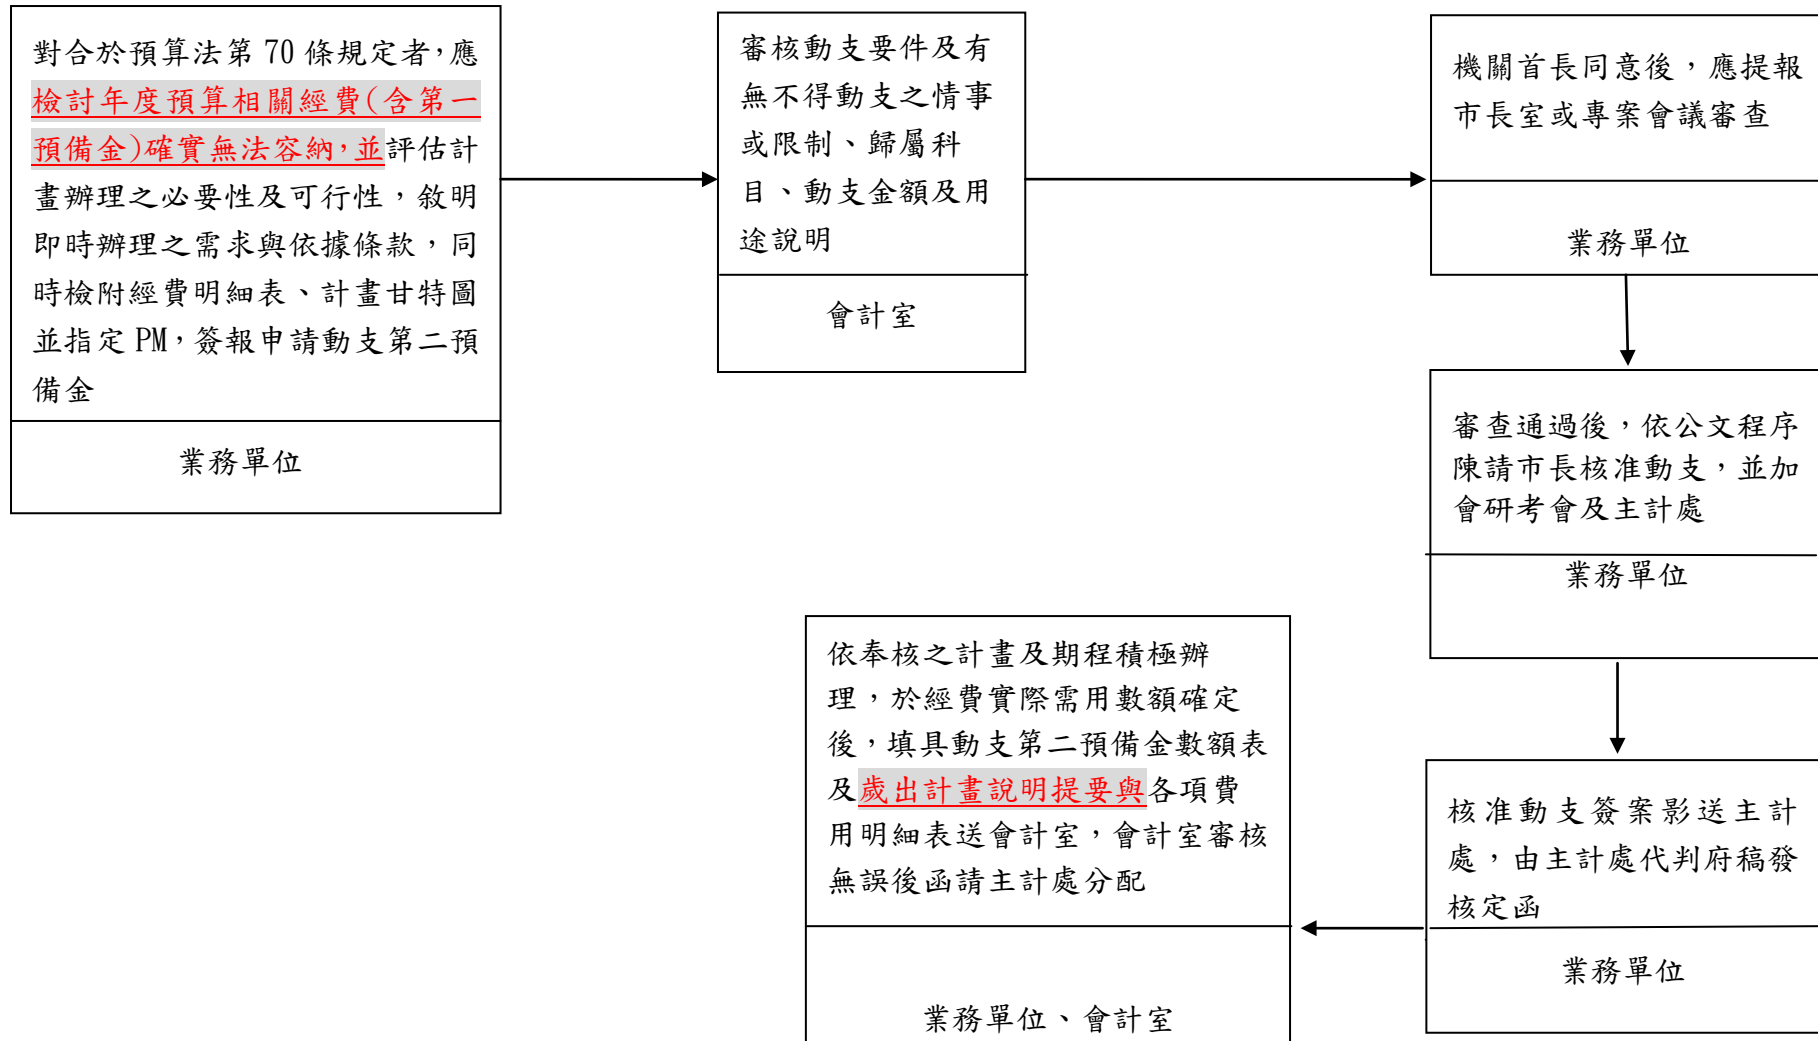 對合於預算法第 70 條規定者，應
檢討年度預算相關經費(含第一
預備金)確實無法容納，並評估計
畫辦理之必要性及可行性，敘明
即時辦理之需求與依據條款，同
時檢附經費明細表、計畫甘特圖
並指定 PM，簽報申請動支第二預
備金
業務單位
審核動支要件及有
無不得動支之情事
或限制、歸屬科
目、動支金額及用
途說明
會計室
機關首長同意後，應提報
市長室或專案會議審查
業務單位
審查通過後，依公文程序
陳請市長核准動支，並加
會研考會及主計處
業務單位
核准動支簽案影送主計
處，由主計處代判府稿發
核定函
業務單位
依奉核之計畫及期程積極辦
理，於經費實際需用數額確定
後，填具動支第二預備金數額表
及歲出計畫說明提要與各項費
用明細表送會計室，會計室審核
無誤後函請主計處分配
業務單位、會計室